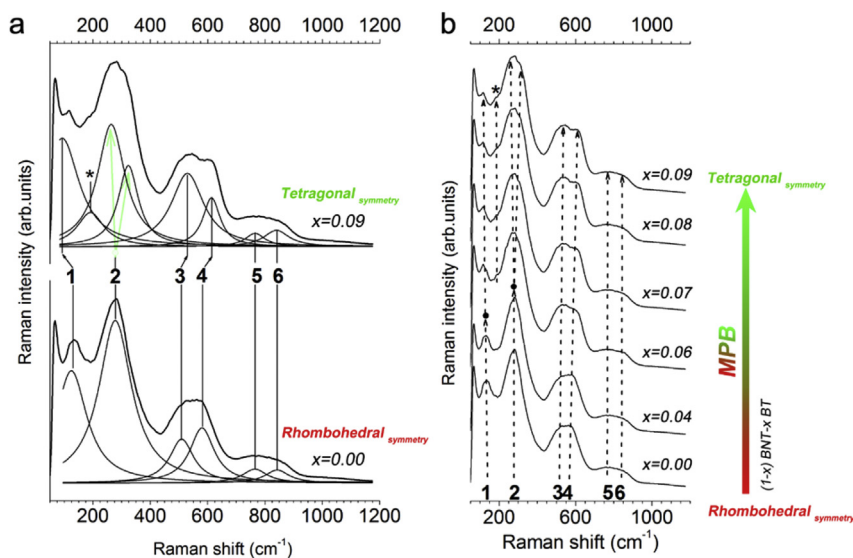 a
200 400 600 800 1000 1200
Raman intensity (arb.units)
*
Tetragonal symmetry
x=0.09
1 2 3 4 5 6
Rhombohedral symmetry
x=0.00
200 400 600 800 1000 1200
Raman shift (cm-1)
b
200 600 1000
Raman intensity (arb.units)
*
x=0.09
x=0.08
x=0.07
x=0.06
x=0.04
x=0.00
1 2 34 56
200 600 1000
Raman shift (cm-1)
Tetragonal symmetry
MPB
(1-x) BNT-x BT
Rhombohedral symmetry